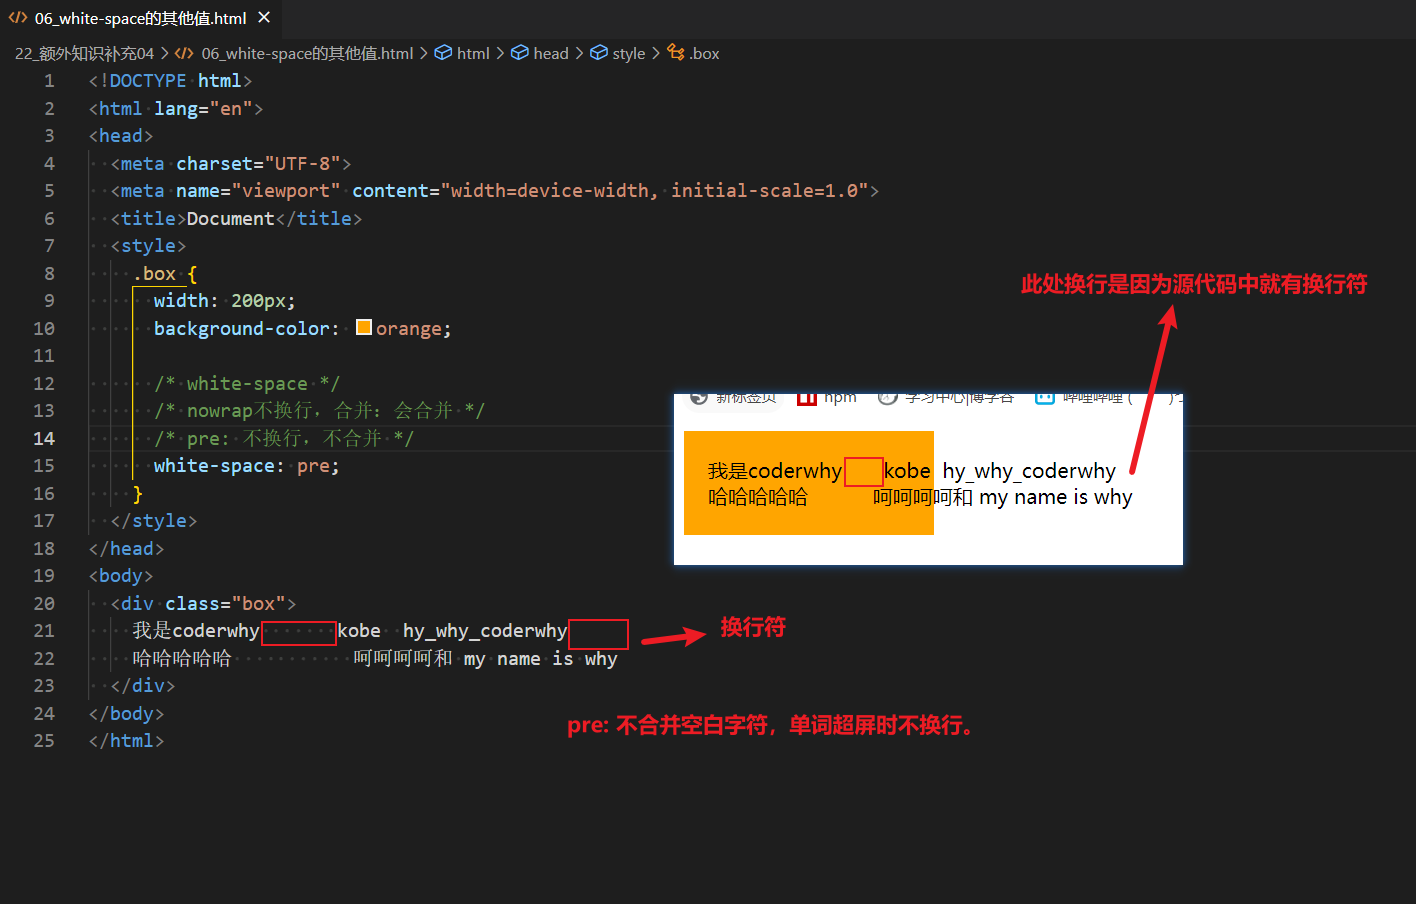 06_white-space的其他值.html
22_额外知识补充04 > 06_white-space的其他值.html > html > head > style > .box
1 <!DOCTYPE html>
2 <html lang="en">
3 <head>
4 <meta charset="UTF-8">
5 <meta name="viewport" content="width=device-width, initial-scale=1.0">
6 <title>Document</title>
7 <style>
8 .box {
9 width: 200px;
10 background-color: orange;
11
12 /* white-space */
13 /* nowrap不换行，合并：会合并 */
14 /* pre: 不换行，不合并 */
15 white-space: pre;
16 }
17 </style>
18 </head>
19 <body>
20 <div class="box">
21 我是coderwhy       kobe  hy_why_coderwhy
22 哈哈哈哈哈           呵呵呵呵和 my name is why
23 </div>
24 </body>
25 </html>
此处换行是因为源代码中就有换行符
新标签页 npm 学习中心|博学谷 哔哩哔哩 (
我是coderwhy       kobe  hy_why_coderwhy
哈哈哈哈哈           呵呵呵呵和 my name is why
换行符
pre: 不合并空白字符，单词超屏时不换行。